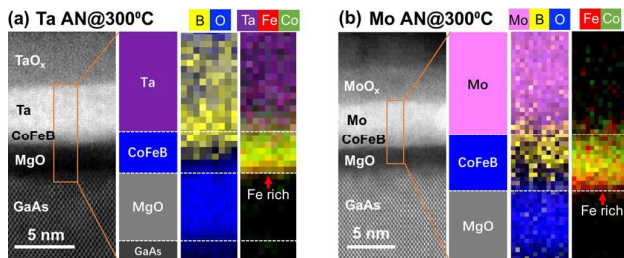 (a) Ta AN@300ºC
B O Ta Fe Co
TaOₓ
Ta
CoFeB
MgO
GaAs
5 nm
Ta
CoFeB
MgO
GaAs
Fe rich
(b) Mo AN@300ºC
Mo B O Fe Co
MoOₓ
Mo
CoFeB
MgO
GaAs
5 nm
Mo
CoFeB
MgO
Fe rich